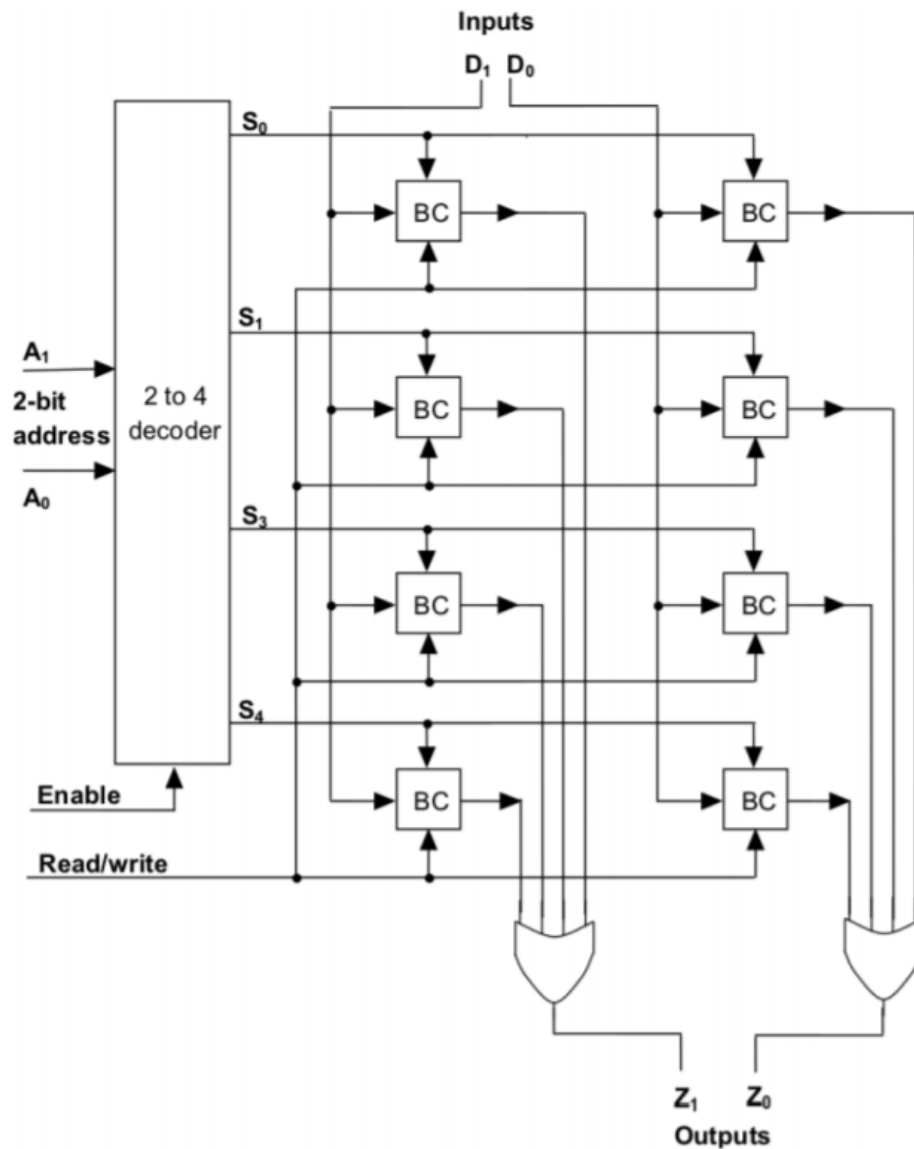 Inputs
D₁ D₀
S₀
BC BC
S₁
A₁
2-bit
address
A₀
2 to 4
decoder
BC BC
S₃
BC BC
S₄
BC BC
Enable
Read/write
Z₁ Z₀
Outputs